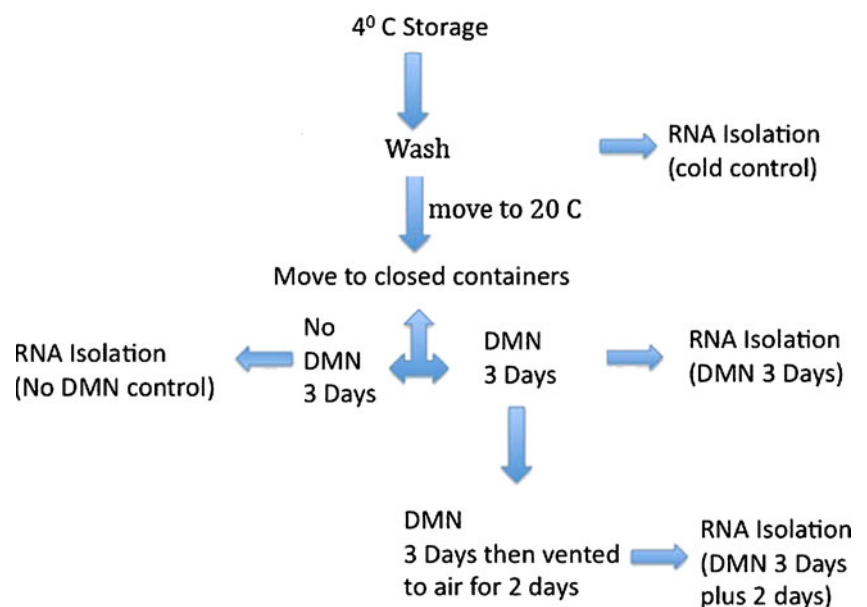 4⁰ C Storage
Wash
RNA Isolation
(cold control)
move to 20 C
Move to closed containers
RNA Isolation
(No DMN control)
No
DMN
3 Days
DMN
3 Days
RNA Isolation
(DMN 3 Days)
DMN
3 Days then vented
to air for 2 days
RNA Isolation
(DMN 3 Days
plus 2 days)